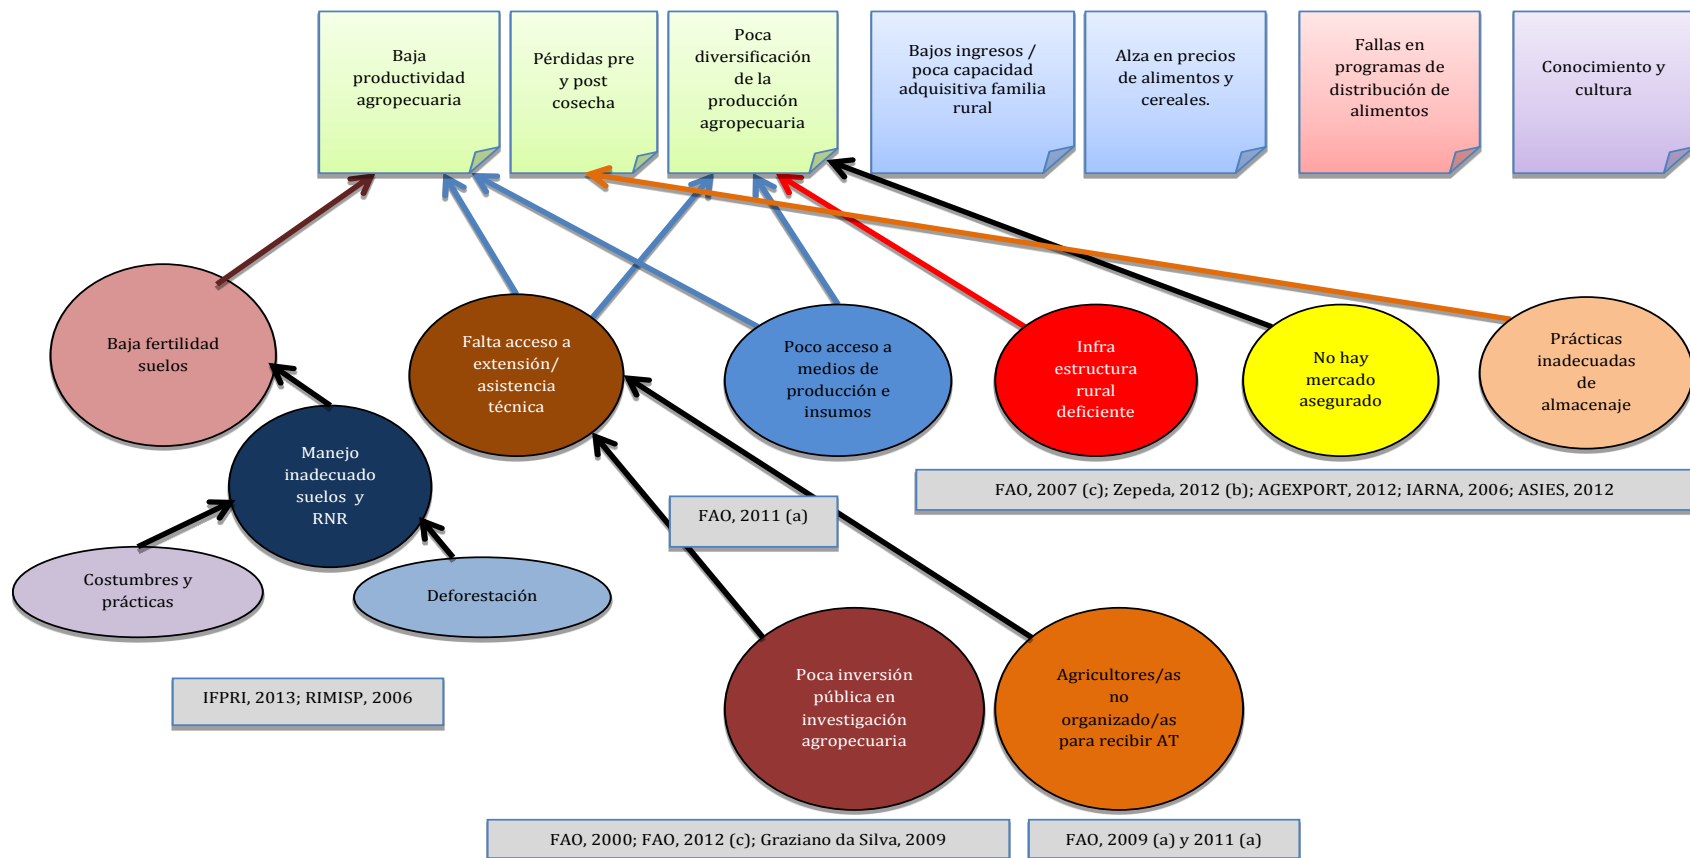 Baja
productividad
agropecuaria
Pérdidas pre
y post
cosecha
Poca
diversificación
de la
producción
agropecuaria
Bajos ingresos /
poca capacidad
adquisitiva familia
rural
Alza en precios
de alimentos y
cereales.
Fallas en
programas de
distribución de
alimentos
Conocimiento y
cultura
Baja fertilidad
suelos
Falta acceso a
extensión/
asistencia
técnica
Poco acceso a
medios de
producción e
insumos
Infra
estructura
rural
deficiente
No hay
mercado
asegurado
Prácticas
inadecuadas
de
almacenaje
Manejo
inadecuado
suelos y
RNR
FAO, 2007 (c); Zepeda, 2012 (b); AGEXPORT, 2012; IARNA, 2006; ASIES, 2012
FAO, 2011 (a)
Costumbres y
prácticas
Deforestación
IFPRI, 2013; RIMISP, 2006
Poca inversión
pública en
investigación
agropecuaria
Agricultores/as
no
organizado/as
para recibir AT
FAO, 2000; FAO, 2012 (c); Graziano da Silva, 2009
FAO, 2009 (a) y 2011 (a)